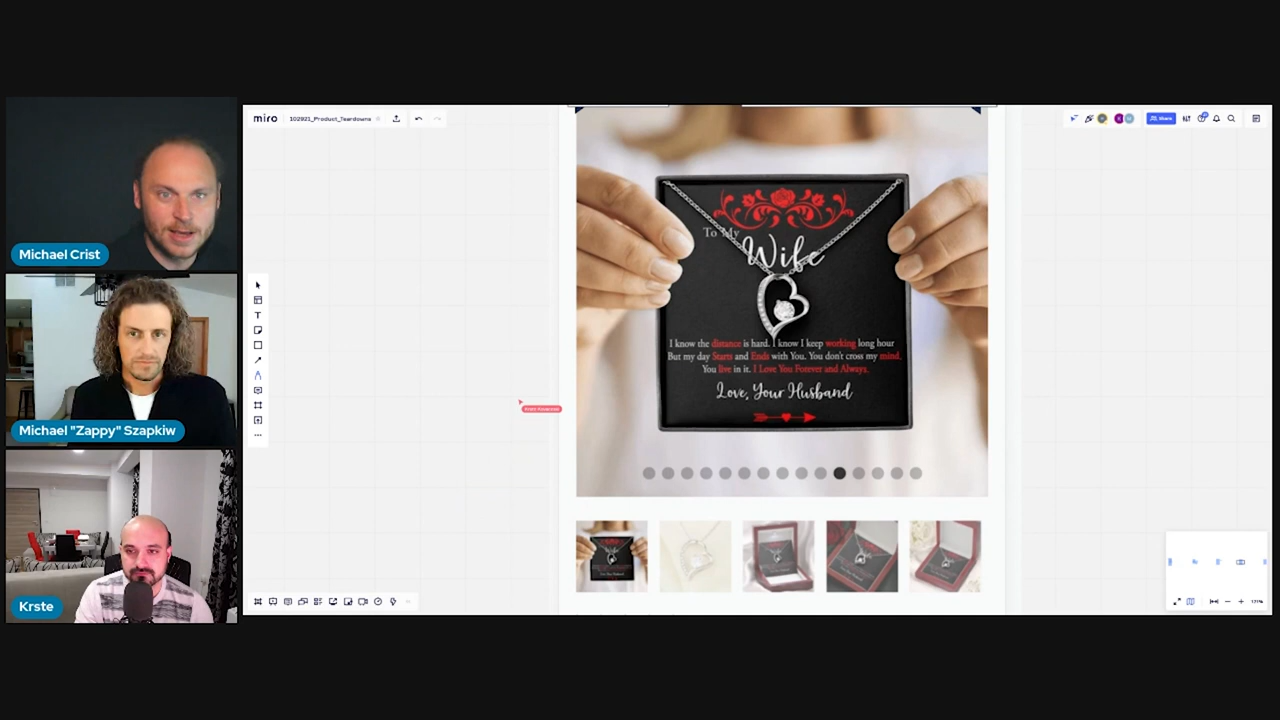 Michael Crist
Michael "Zappy" Szapkiw
Krste
miro
102921_Product_Teardowns
Share
To My
Wife
I know the distance is hard. I know I keep working long hour
But my day Starts and Ends with You. You don't cross my mind,
You live in it. I Love You Forever and Always.
Love, Your Husband